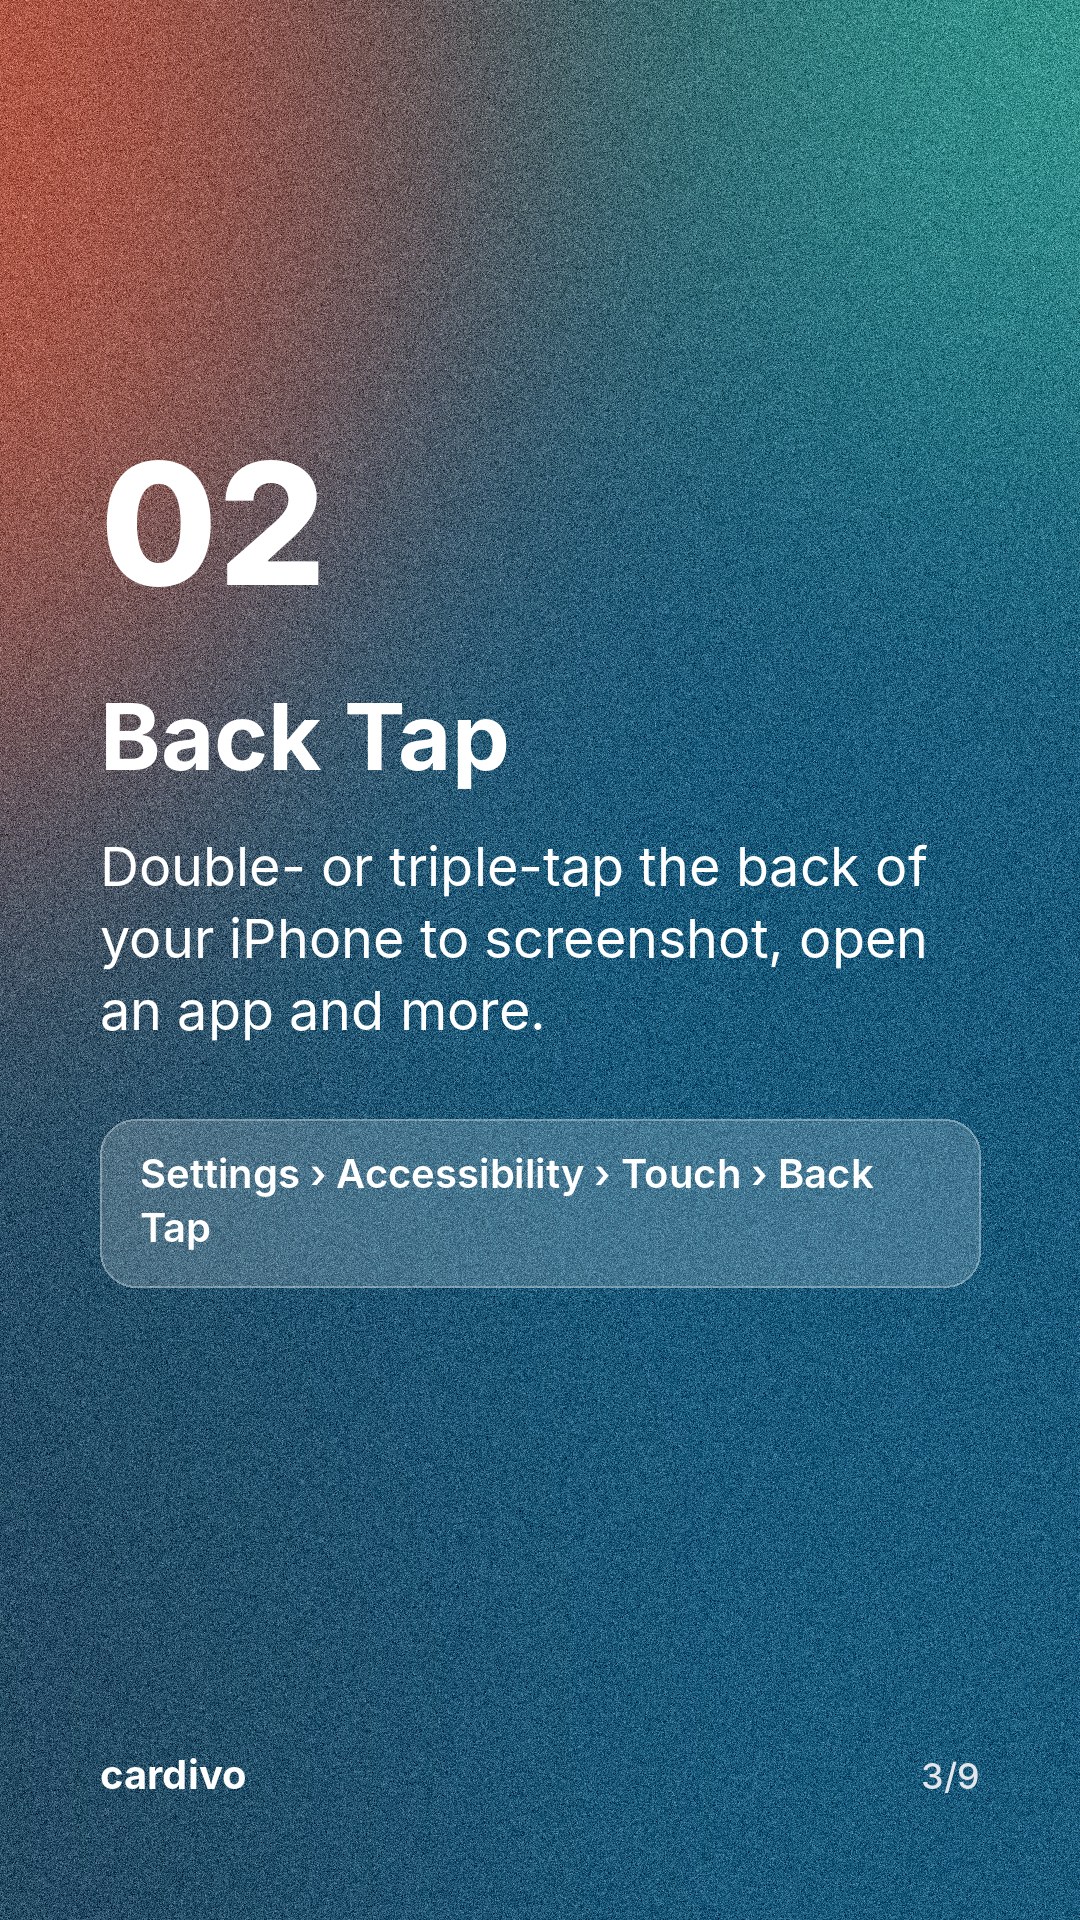 02
Back Tap
Double- or triple-tap the back of
your iPhone to screenshot, open
an app and more.
Settings › Accessibility › Touch › Back
Tap
cardivo
3/9